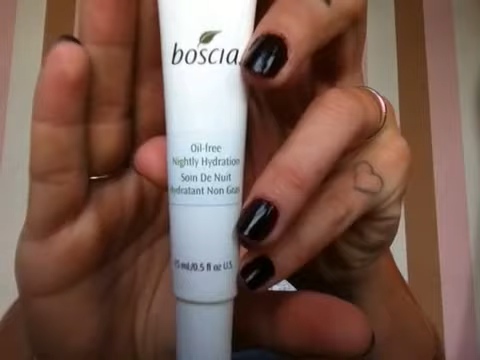 boscia
Oil-free
Nightly Hydration
Soin De Nuit
Hydratant Non Gras
15 ml/0.5 fl oz U.S.